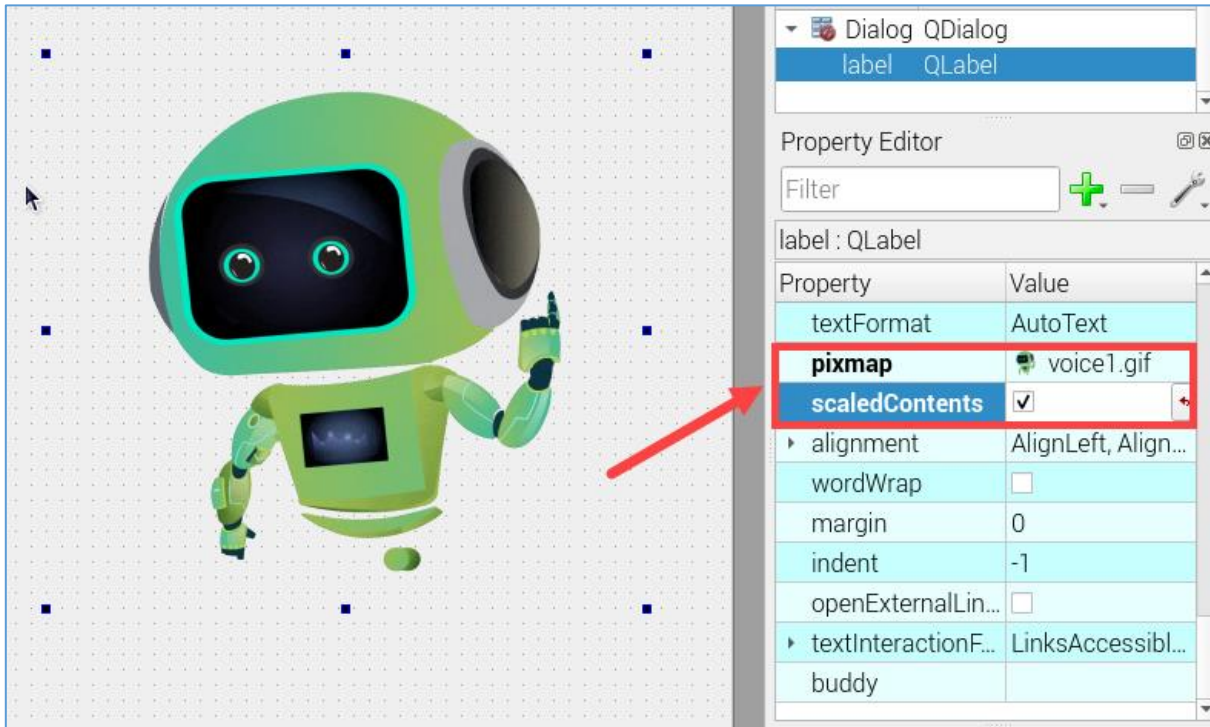 Dialog QDialog
label QLabel
Property Editor
Filter
label : QLabel
Property Value
textFormat AutoText
pixmap voice1.gif
scaledContents
alignment AlignLeft, Align...
wordWrap
margin 0
indent -1
openExternalLin...
textInteractionF... LinksAccessibl...
buddy